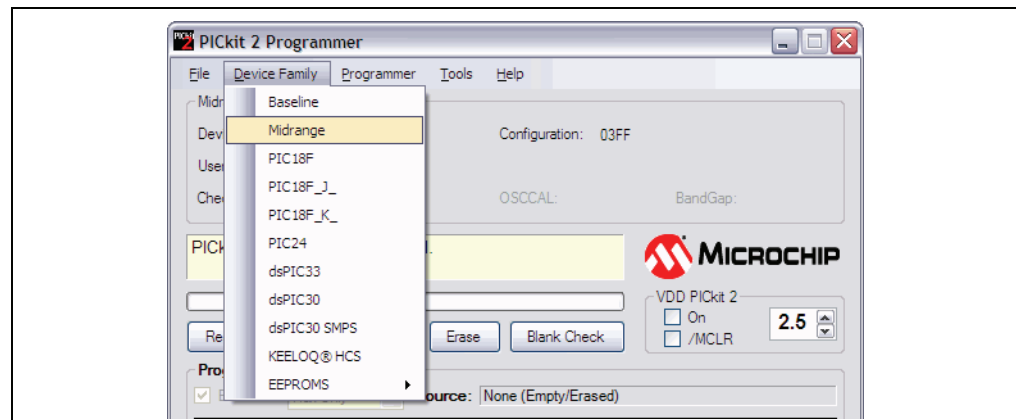 PICkit 2 Programmer
File Device Family Programmer Tools Help
Baseline
Midrange
PIC18F
PIC18F_J_
PIC18F_K_
PIC24
dsPIC33
dsPIC30
dsPIC30 SMPS
KEELOQ® HCS
EEPROMS
Configuration: 03FF
OSCCAL: BandGap:
MICROCHIP
VDD PICkit 2
On
/MCLR
2.5
Erase Blank Check
None (Empty/Erased)